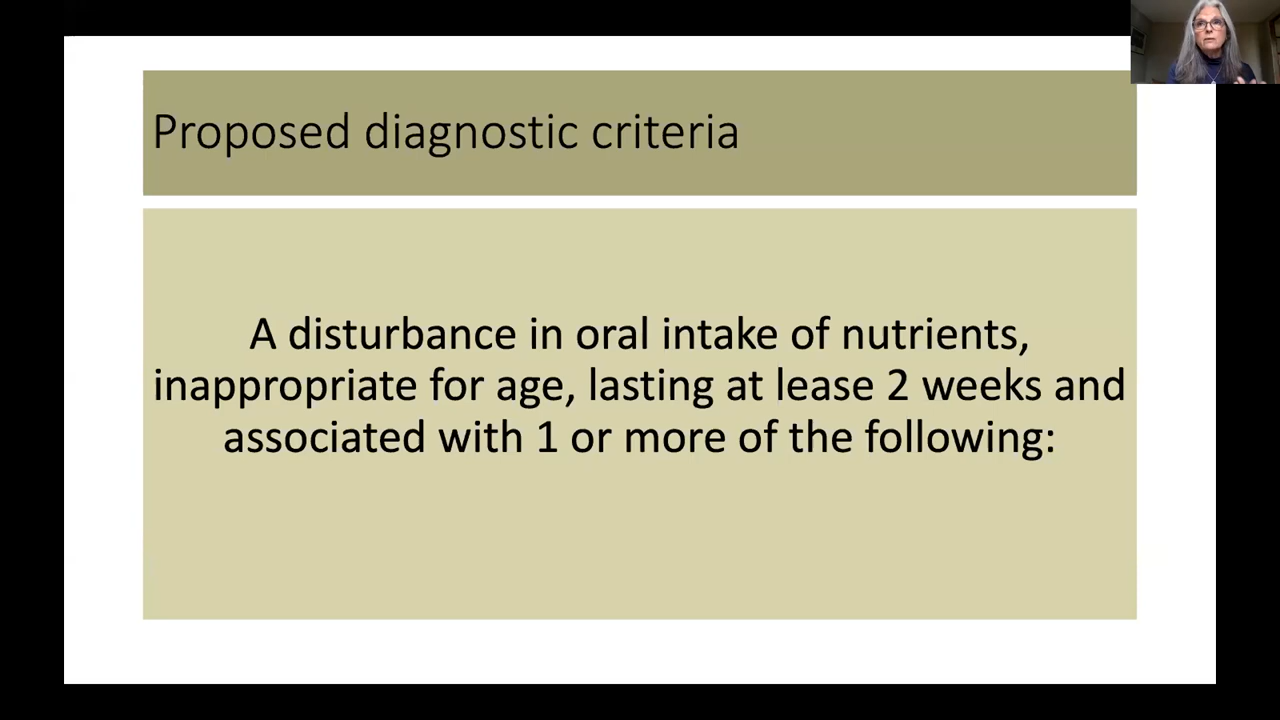 Proposed diagnostic criteria
A disturbance in oral intake of nutrients,
inappropriate for age, lasting at lease 2 weeks and
associated with 1 or more of the following: